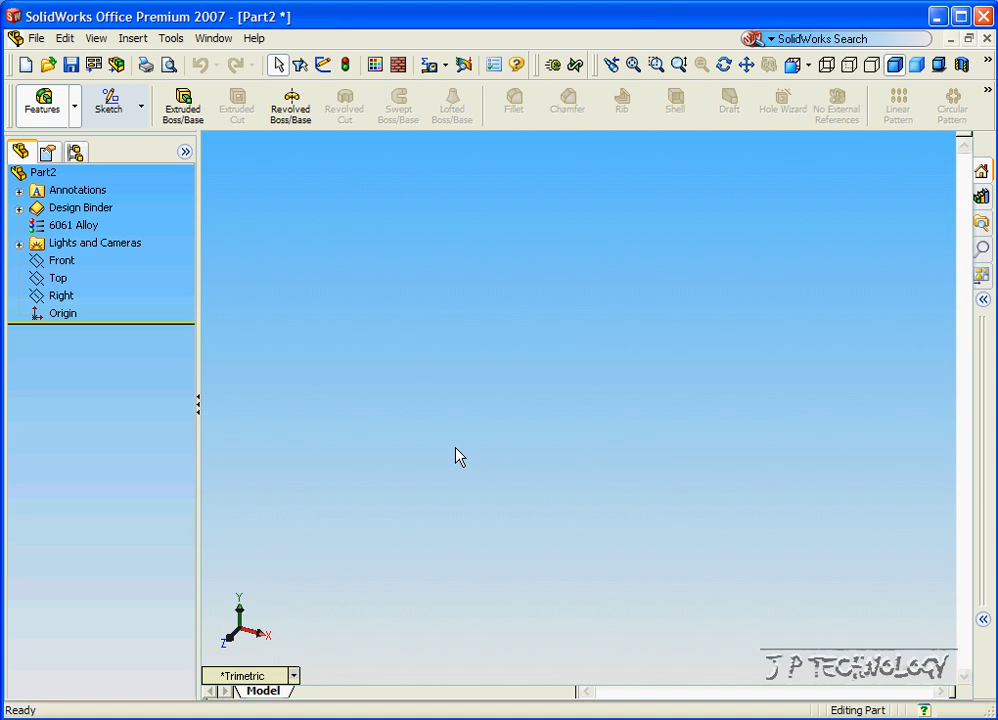 SolidWorks Office Premium 2007 - [Part2 *]
File Edit View Insert Tools Window Help
SolidWorks Search
Features
Sketch
Extruded Boss/Base
Extruded Cut
Revolved Boss/Base
Revolved Cut
Swept Boss/Base
Lofted Boss/Base
Fillet
Chamfer
Rib
Shell
Draft
Hole Wizard
No External References
Linear Pattern
Circular Pattern
Part2
Annotations
Design Binder
6061 Alloy
Lights and Cameras
Front
Top
Right
Origin
Y
X
Z
*Trimetric
Model
J P TECHNOLOGY
Ready
Editing Part